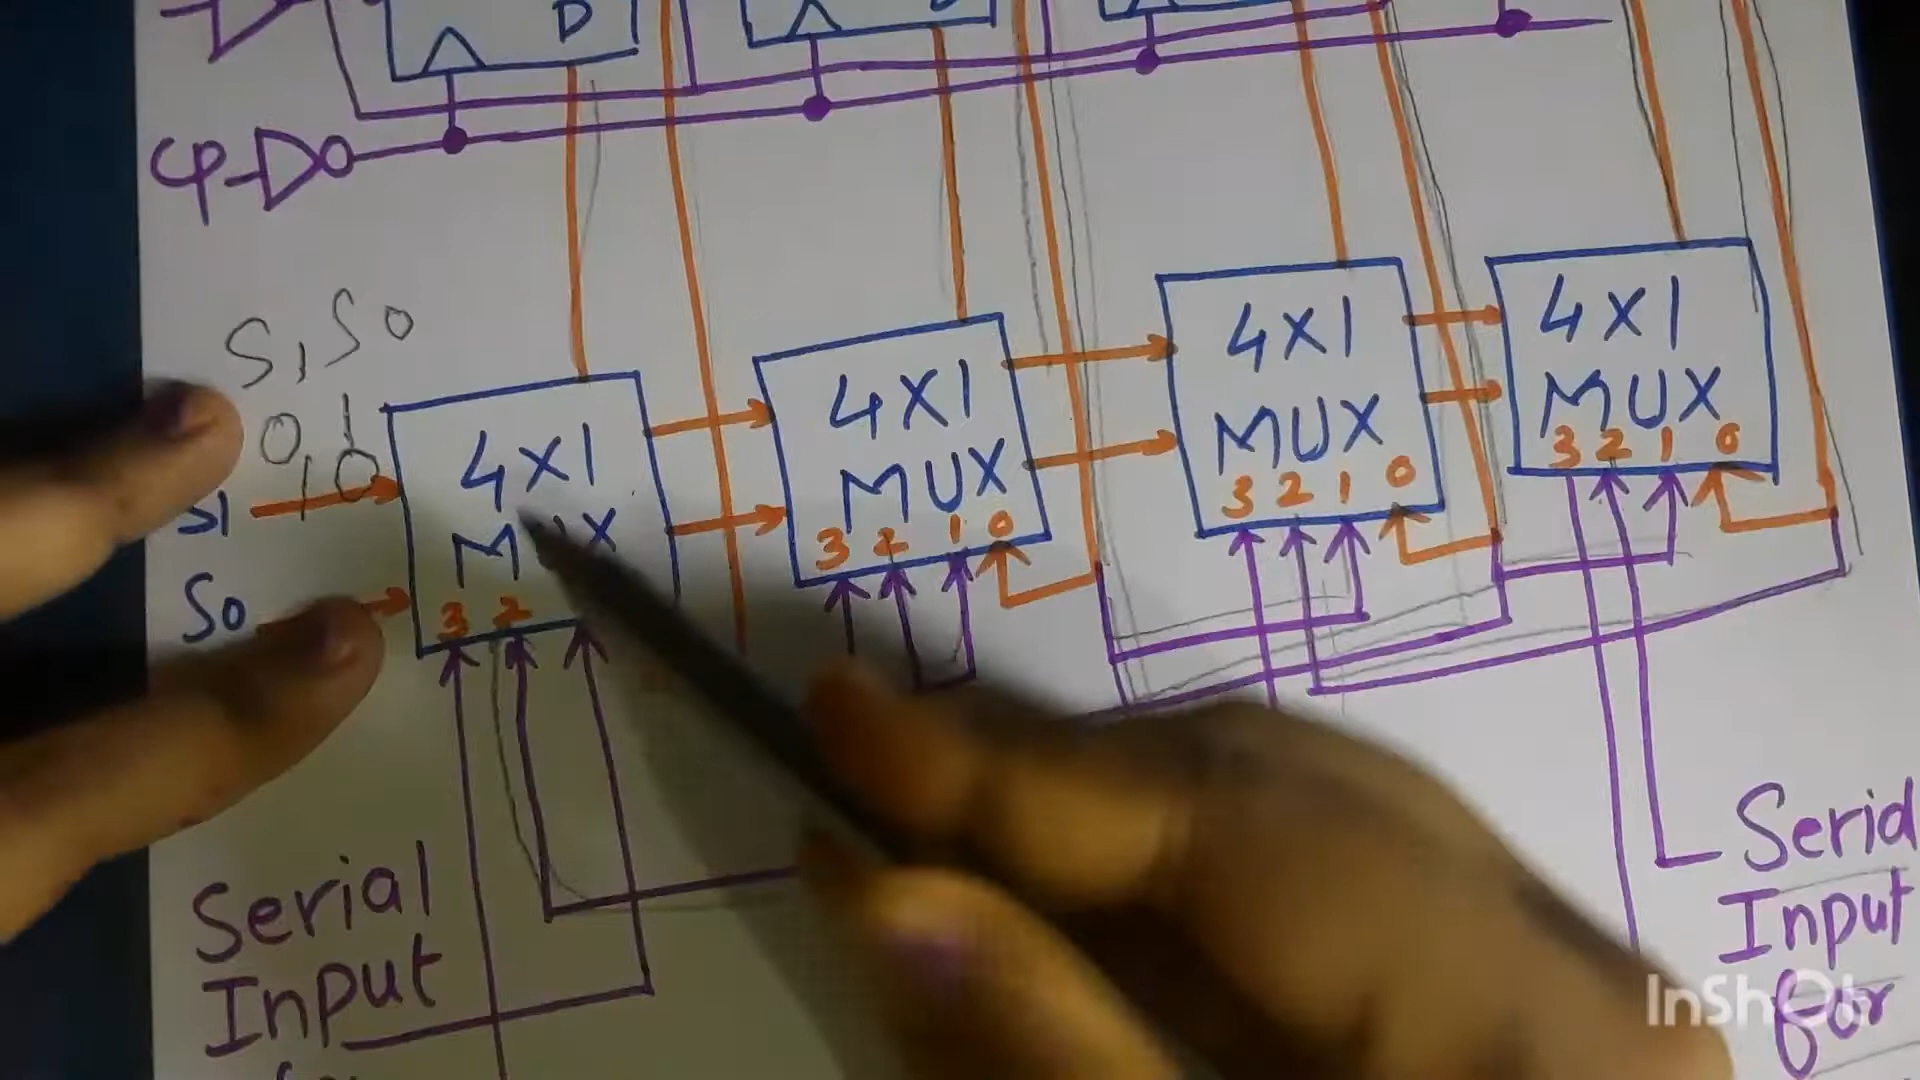 D
CP
S1 S0
0 1
1 0
S1
S0
4X1
MUX
3 2
4X1
MUX
3 2 1 0
4X1
MUX
3 2 1 0
4X1
MUX
3 2 1 0
Serial
Input
Serial
Input
for
InShOt